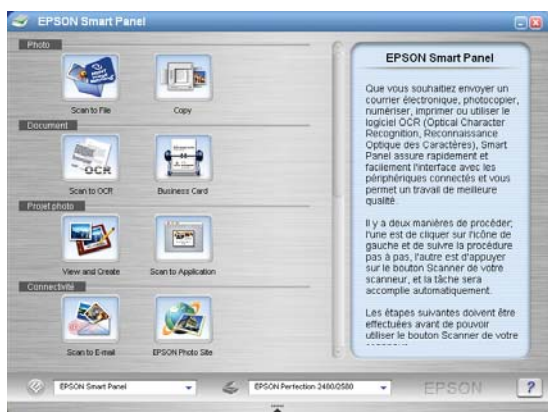 EPSON Smart Panel
Photo
Scan to File
Copy
Document
OCR
Scan to OCR
Business Card
Projet photo
View and Create
Scan to Application
Connectivité
Scan to E-mail
EPSON Photo Site
EPSON Smart Panel
Que vous souhaitiez envoyer un
courrier électronique, photocopier,
numériser, imprimer ou utiliser le
logiciel OCR (Optical Character
Recognition, Reconnaissance
Optique des Caractères), Smart
Panel assure rapidement et
facilement l'interface avec les
périphériques connectés et vous
permet un travail de meilleure
qualité.
Il y a deux manières de procéder;
l'une est de cliquer sur l'icône de
gauche et de suivre la procédure
pas à pas, l'autre est d'appuyer
sur le bouton Scanner de votre
scanneur, et la tâche sera
accomplie automatiquement.
Les étapes suivantes doivent être
effectuées avant de pouvoir
utiliser le bouton Scanner de votre
EPSON Smart Panel
EPSON Perfection 2480/2580
EPSON
?